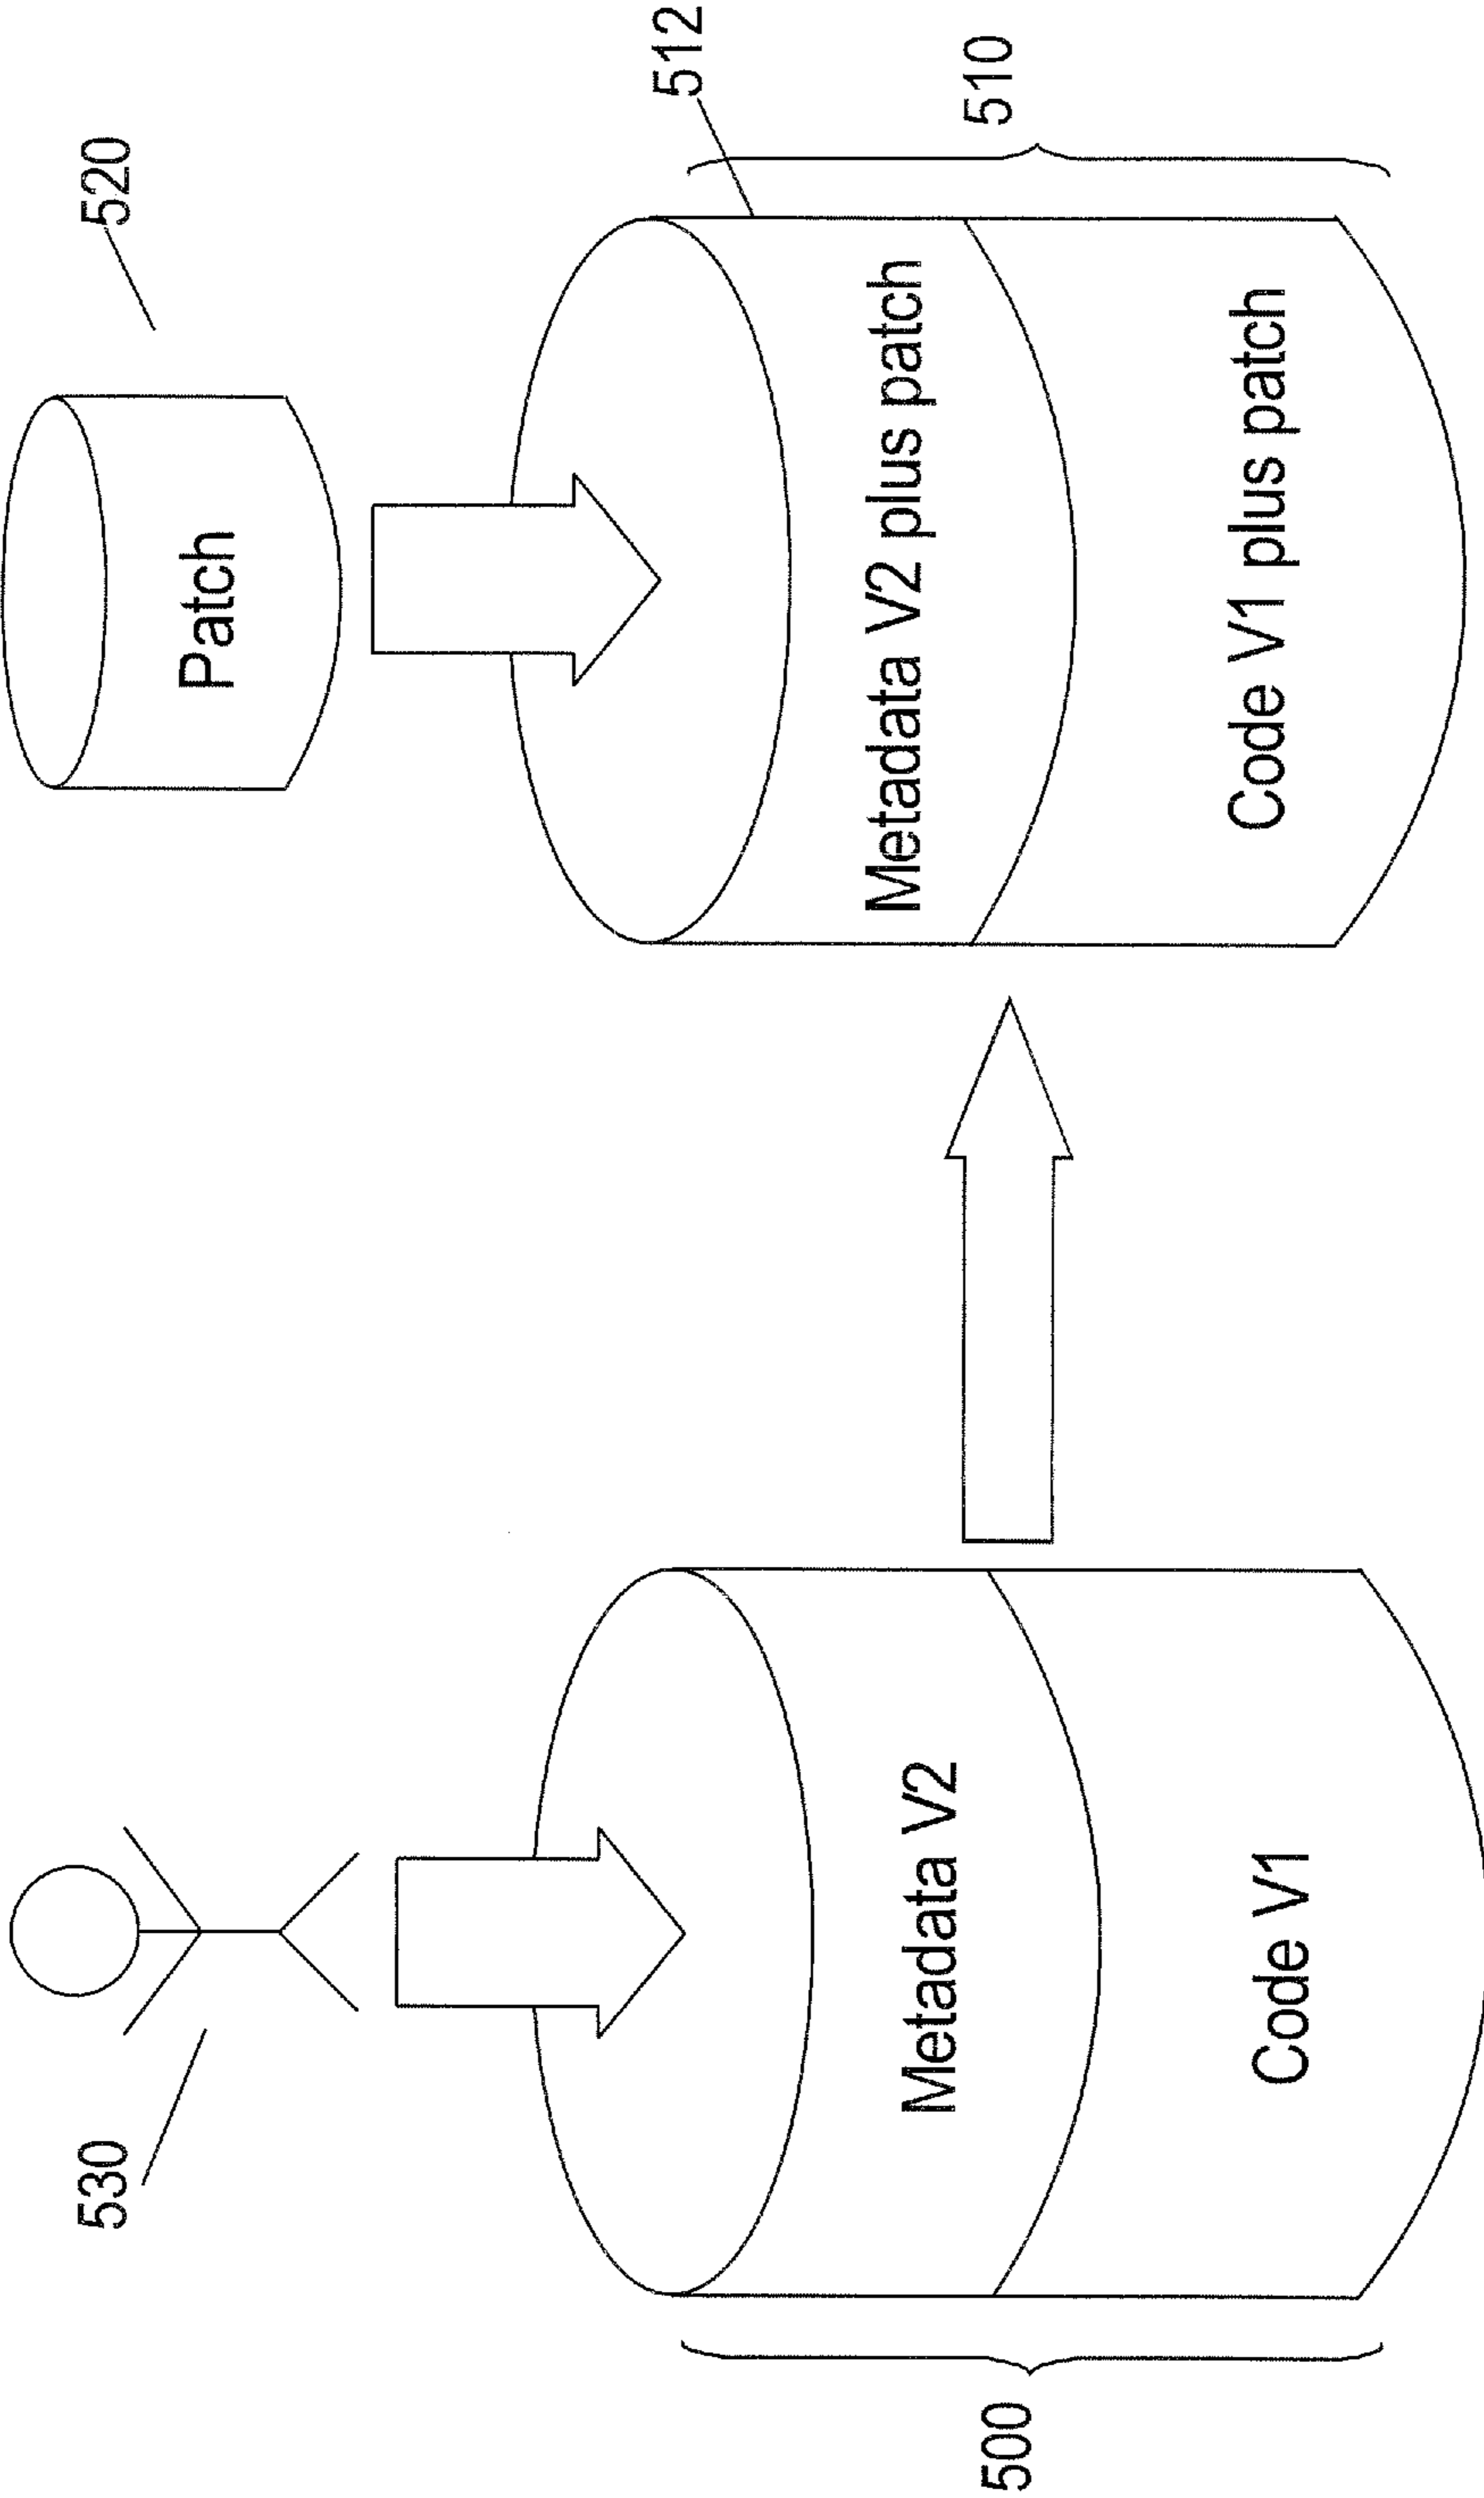 530
520
Patch
512
Metadata V2
Metadata V2 plus patch
500
510
Code V1
Code V1 plus patch